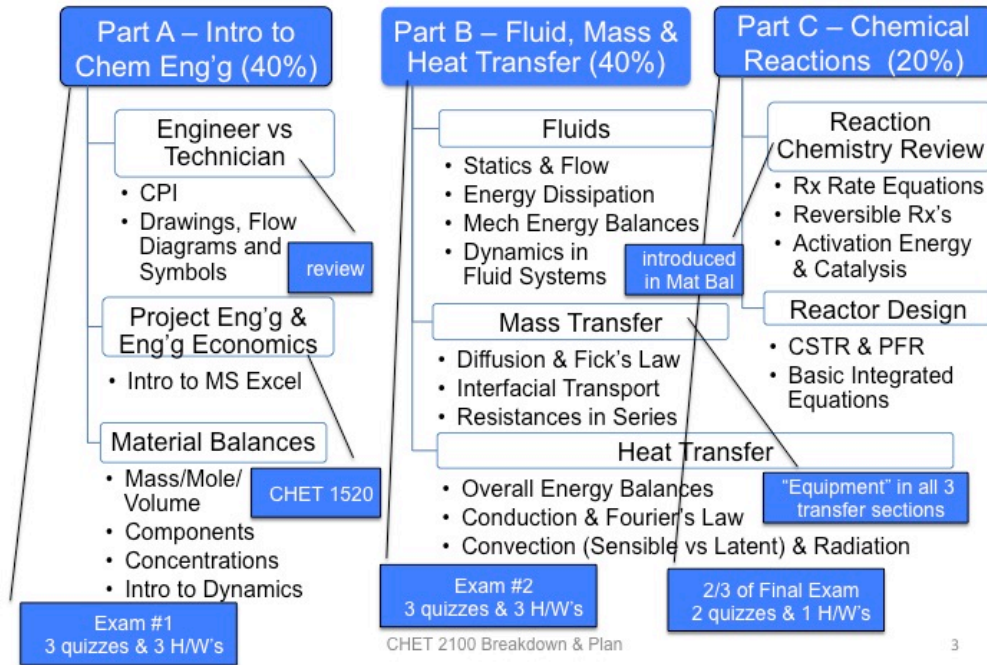 Part A – Intro to
Chem Eng'g (40%)
Engineer vs
Technician
• CPI
• Drawings, Flow
Diagrams and
Symbols
review
Project Eng'g &
Eng'g Economics
• Intro to MS Excel
Material Balances
• Mass/Mole/
Volume
• Components
• Concentrations
• Intro to Dynamics
CHET 1520
Exam #1
3 quizzes & 3 H/W's
Part B – Fluid, Mass &
Heat Transfer (40%)
Fluids
• Statics & Flow
• Energy Dissipation
• Mech Energy Balances
• Dynamics in
Fluid Systems
Mass Transfer
• Diffusion & Fick's Law
• Interfacial Transport
• Resistances in Series
Heat Transfer
• Overall Energy Balances
• Conduction & Fourier's Law
• Convection (Sensible vs Latent) & Radiation
Exam #2
3 quizzes & 3 H/W's
Part C – Chemical
Reactions (20%)
Reaction
Chemistry Review
• Rx Rate Equations
• Reversible Rx's
• Activation Energy
& Catalysis
introduced
in Mat Bal
Reactor Design
• CSTR & PFR
• Basic Integrated
Equations
"Equipment" in all 3
transfer sections
2/3 of Final Exam
2 quizzes & 1 H/W's
CHET 2100 Breakdown & Plan
3